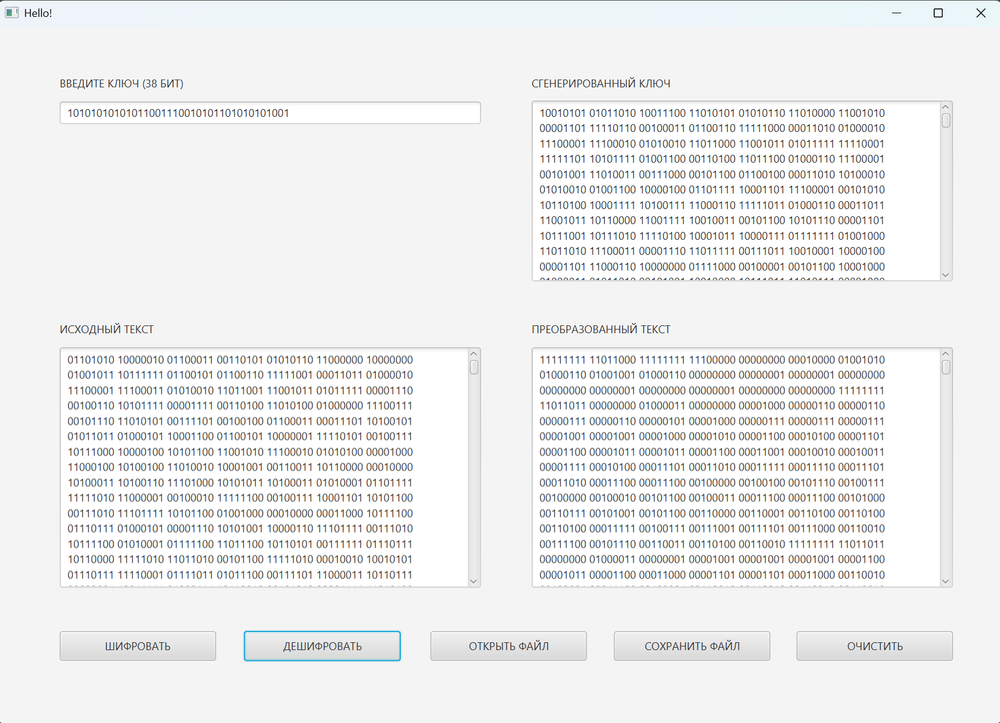 Hello!
ВВЕДИТЕ КЛЮЧ (38 БИТ)
10101010101011001110010101101010101001
СГЕНЕРИРОВАННЫЙ КЛЮЧ
10010101 01011010 10011100 11010101 01010110 11010000 11001010
00001101 11110110 00100011 01100110 11111000 00011010 01000010
11100001 11100010 01010010 11011000 11001011 01011111 11110001
11111101 10101111 01001100 00110100 11011100 01000110 11100001
00101001 11010011 00111000 00101100 01100100 00011010 10100010
01010010 01001100 10000100 01101111 10001101 11100001 00101010
10110100 10001111 10100111 11000110 11111011 01000110 00011011
11001011 10110000 11001111 10010011 00101100 10101110 00001101
10111001 10111010 11110100 10001011 10000111 01111111 01001000
11011010 11100011 00001110 11011111 00111011 10010001 10000100
00001101 11000110 10000000 01111000 00100001 00101100 10001000
ИСХОДНЫЙ ТЕКСТ
01101010 10000010 01100011 00110101 01010110 11000000 10000000
01001011 10111111 01100101 01100110 11111001 00011011 01000010
11100001 11100011 01010010 11011001 11001011 01011111 00001110
00100110 10101111 00001111 00110100 11010100 01000000 11100111
00101110 11010101 00111101 00100100 01100011 00011101 10100101
01011011 01000101 10001100 01100101 10000001 11110101 00100111
10111000 10000100 10101100 11001010 11100010 01010100 00001000
11000100 10100100 11010010 10001001 00110011 10110000 00010000
10100011 10100110 11101000 10101011 10100011 01010001 01101111
11111010 11000001 00100010 11111100 00100111 10001101 10101100
00111010 11101111 10101100 01001000 00010000 00011000 10111100
01110111 01000101 00001110 10101001 10000110 11101111 00111010
10111100 01010001 01111100 11011100 10110101 00111111 01110111
10110000 11111010 11011010 00101100 11111010 00010010 10010101
01110111 11110001 01111011 01011100 00111101 11000011 10110111
ПРЕОБРАЗОВАННЫЙ ТЕКСТ
11111111 11011000 11111111 11100000 00000000 00010000 01001010
01000110 01001001 01000110 00000000 00000001 00000001 00000000
00000000 00000001 00000000 00000001 00000000 00000000 11111111
11011011 00000000 01000011 00000000 00001000 00000110 00000110
00000111 00000110 00000101 00001000 00000111 00000111 00000111
00001001 00001001 00001000 00001010 00001100 00010100 00001101
00001100 00001011 00001011 00001100 00011001 00010010 00010011
00001111 00010100 00011101 00011010 00011111 00011110 00011101
00011010 00011100 00011100 00100000 00100100 00101110 00100111
00100000 00100010 00101100 00100011 00011100 00011100 00101000
00110111 00101001 00101100 00110000 00110001 00110100 00110100
00110100 00011111 00100111 00111001 00111101 00111000 00110010
00111100 00101110 00110011 00110100 00110010 11111111 11011011
00000000 01000011 00000001 00001001 00001001 00001001 00001100
00001011 00001100 00011000 00001101 00001101 00011000 00110010
ШИФРОВАТЬ
ДЕШИФРОВАТЬ
ОТКРЫТЬ ФАЙЛ
СОХРАНИТЬ ФАЙЛ
ОЧИСТИТЬ